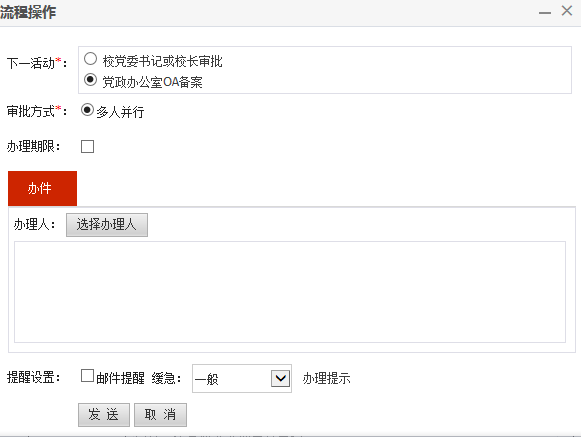 流程操作
下一活动*： 校党委书记或校长审批
党政办公室OA备案
审批方式*： 多人并行
办理期限：
办件
办理人： 选择办理人
提醒设置： 邮件提醒 缓急： 一般 办理提示
发 送 取 消